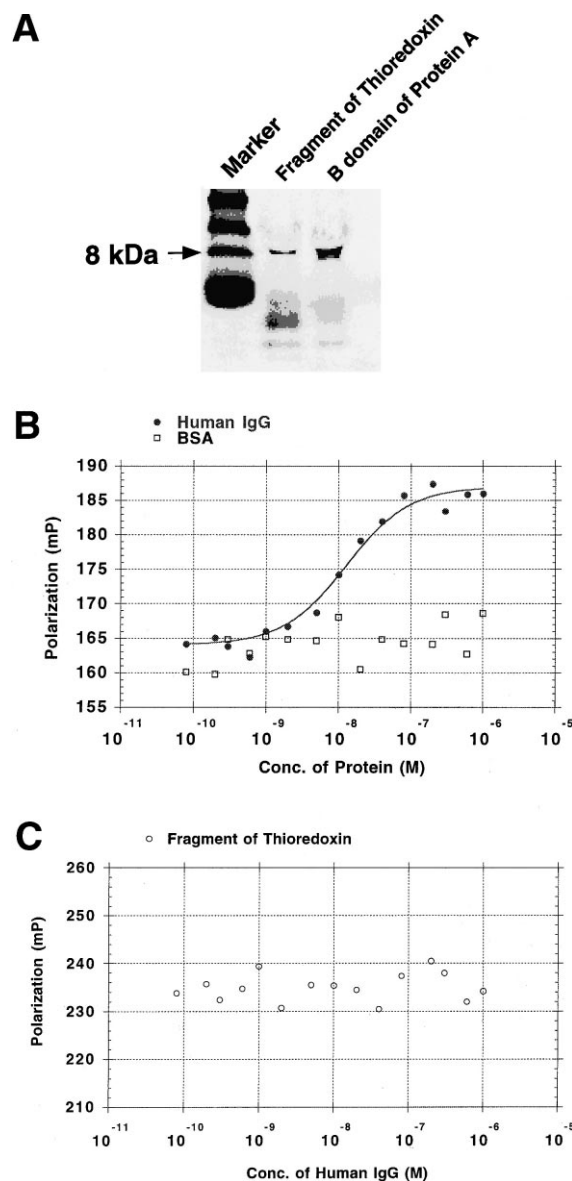 A
Marker
Fragment of Thioredoxin
B domain of Protein A
8 kDa
B
Human IgG
BSA
Polarization (mP)
190
185
180
175
170
165
160
155
10⁻¹¹ 10⁻¹⁰ 10⁻⁹ 10⁻⁸ 10⁻⁷ 10⁻⁶ 10⁻⁵
Conc. of Protein (M)
C
Fragment of Thioredoxin
Polarization (mP)
260
250
240
230
220
210
10⁻¹¹ 10⁻¹⁰ 10⁻⁹ 10⁻⁸ 10⁻⁷ 10⁻⁶ 10⁻⁵
Conc. of Human IgG (M)